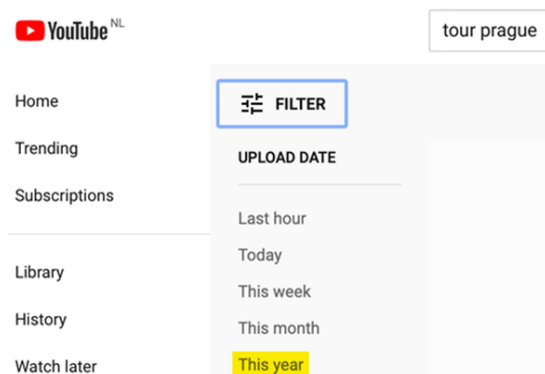 YouTube NL
tour prague
Home
Trending
Subscriptions
Library
History
Watch later
FILTER
UPLOAD DATE
Last hour
Today
This week
This month
This year